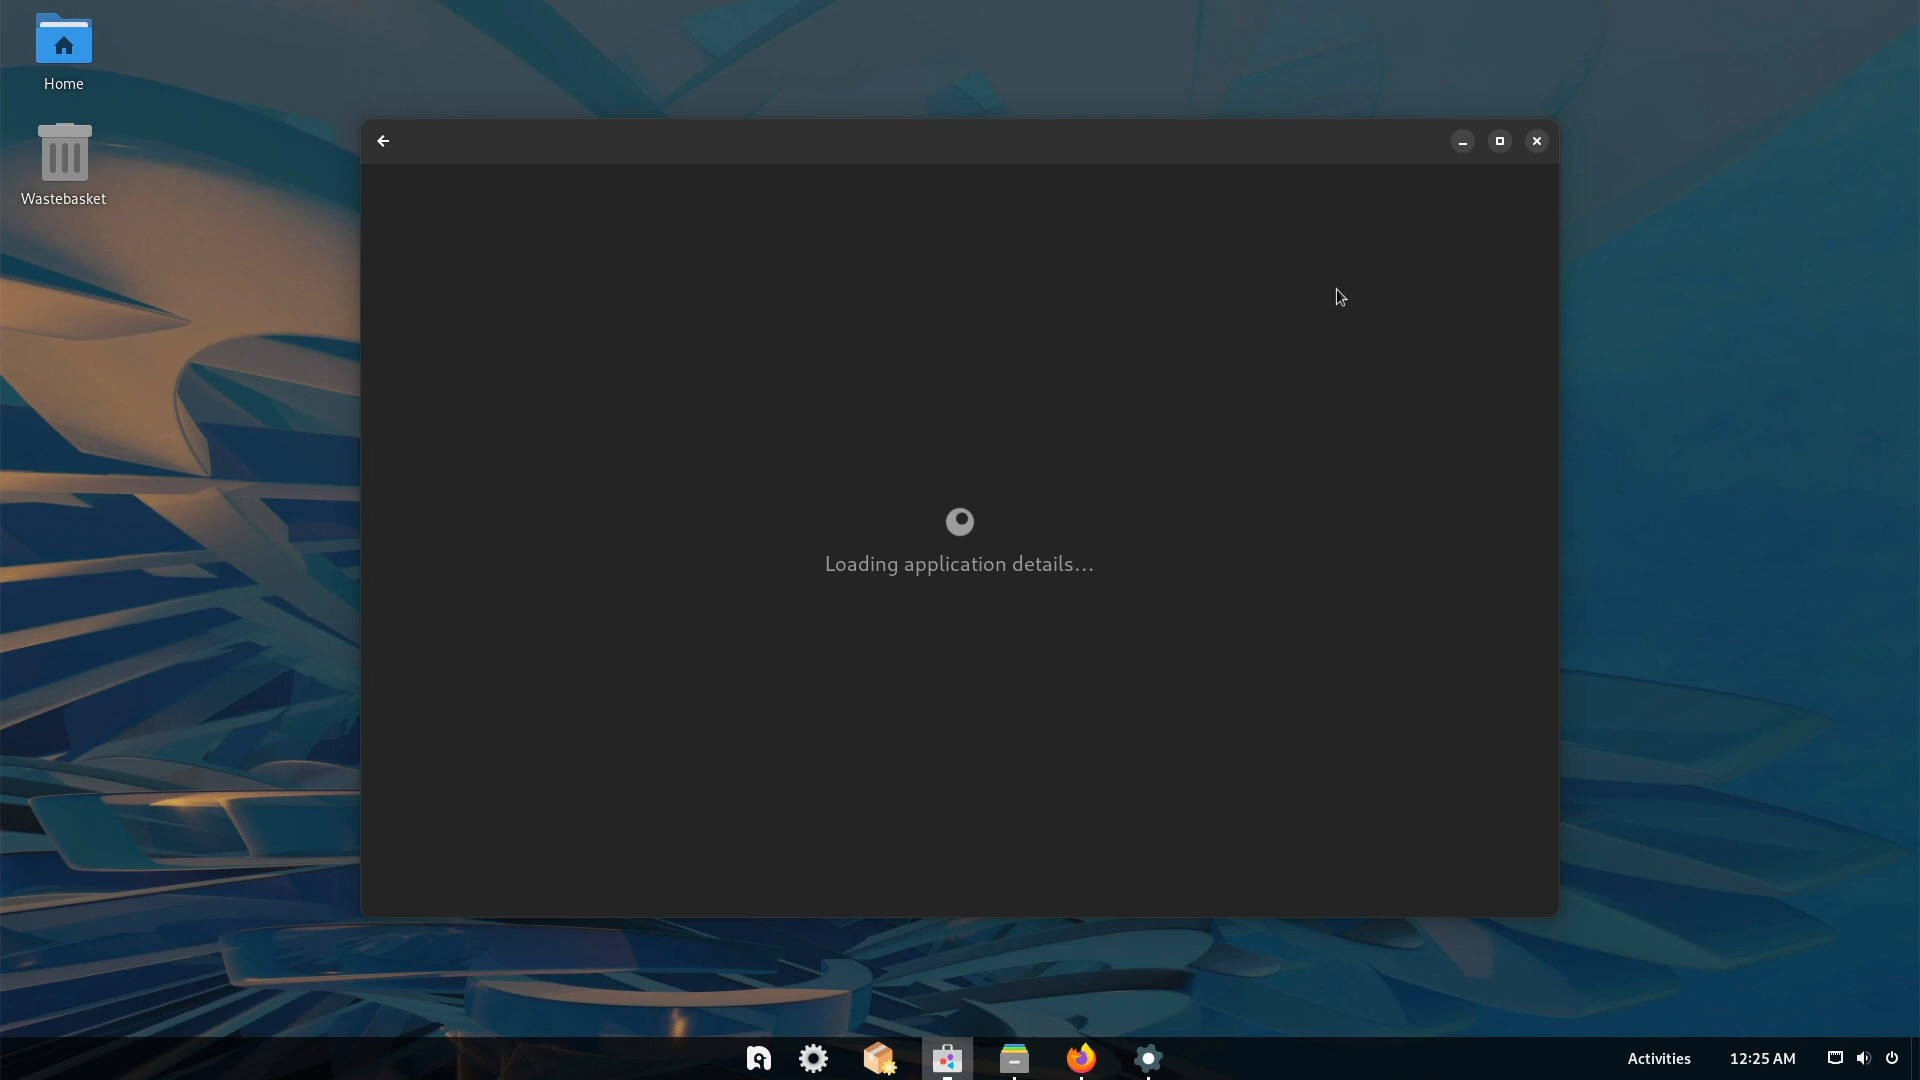 Home
Wastebasket
Loading application details…
Activities
12:25 AM